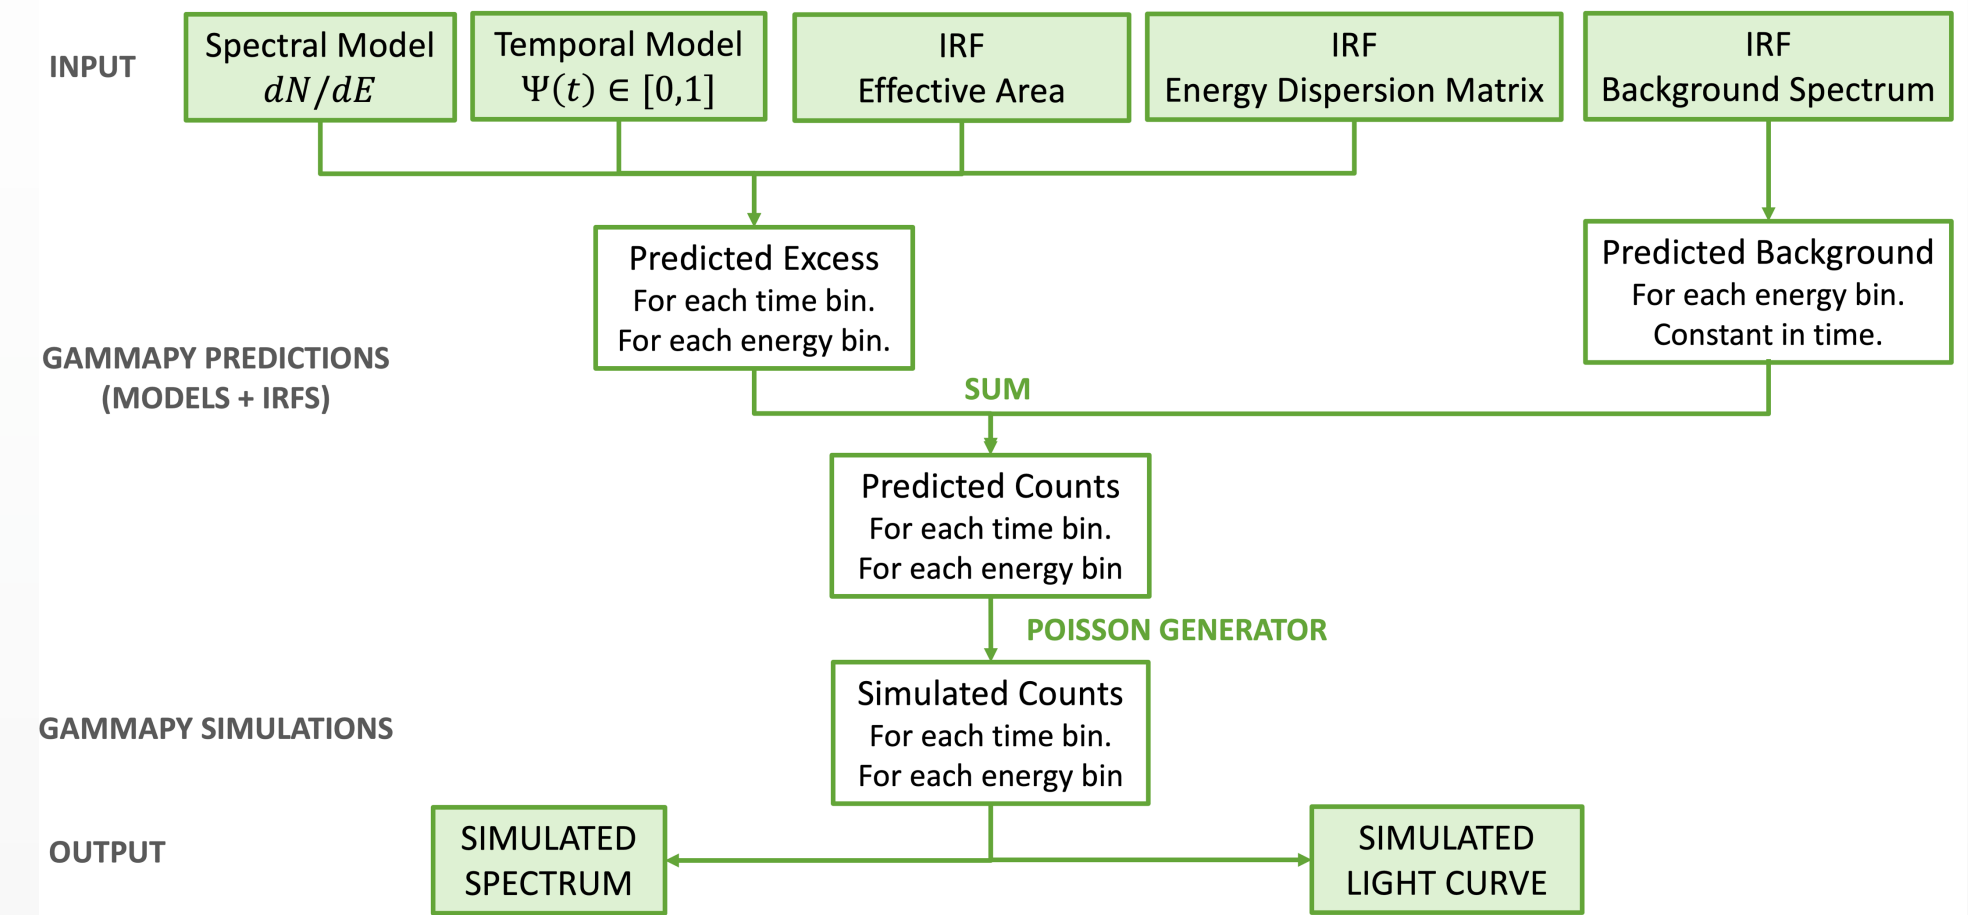 INPUT
Spectral Model
dN/dE
Temporal Model
Ψ(t) ∈ [0,1]
IRF
Effective Area
IRF
Energy Dispersion Matrix
IRF
Background Spectrum
Predicted Excess
For each time bin.
For each energy bin.
Predicted Background
For each energy bin.
Constant in time.
GAMMAPY PREDICTIONS
(MODELS + IRFS)
SUM
Predicted Counts
For each time bin.
For each energy bin
POISSON GENERATOR
GAMMAPY SIMULATIONS
Simulated Counts
For each time bin.
For each energy bin
OUTPUT
SIMULATED
SPECTRUM
SIMULATED
LIGHT CURVE